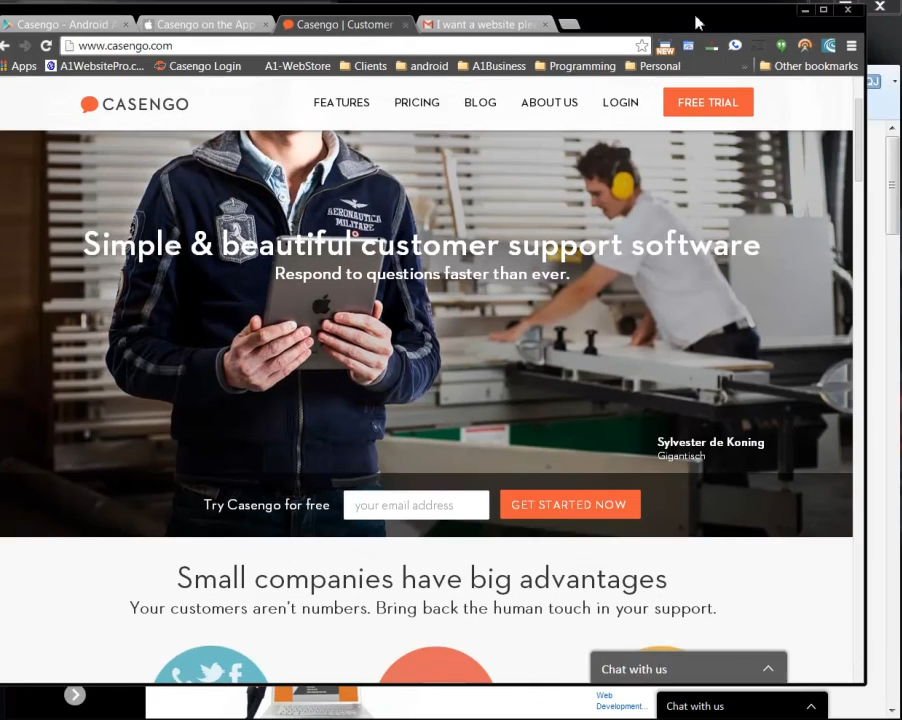 Casengo - Android A
Casengo on the App
Casengo | Customer
I want a website ple
www.casengo.com
NEW
Apps
A1WebsitePro.c...
Casengo Login
A1-WebStore
Clients
android
A1Business
Programming
Personal
»
Other bookmarks
CASENGO
FEATURES
PRICING
BLOG
ABOUT US
LOGIN
FREE TRIAL
AERONAUTICA
MILITARE
Simple & beautiful customer support software
Respond to questions faster than ever.
Sylvester de Koning
Gigantisch
Try Casengo for free
your email address
GET STARTED NOW
Small companies have big advantages
Your customers aren't numbers. Bring back the human touch in your support.
Chat with us
Web
Development...
Chat with us